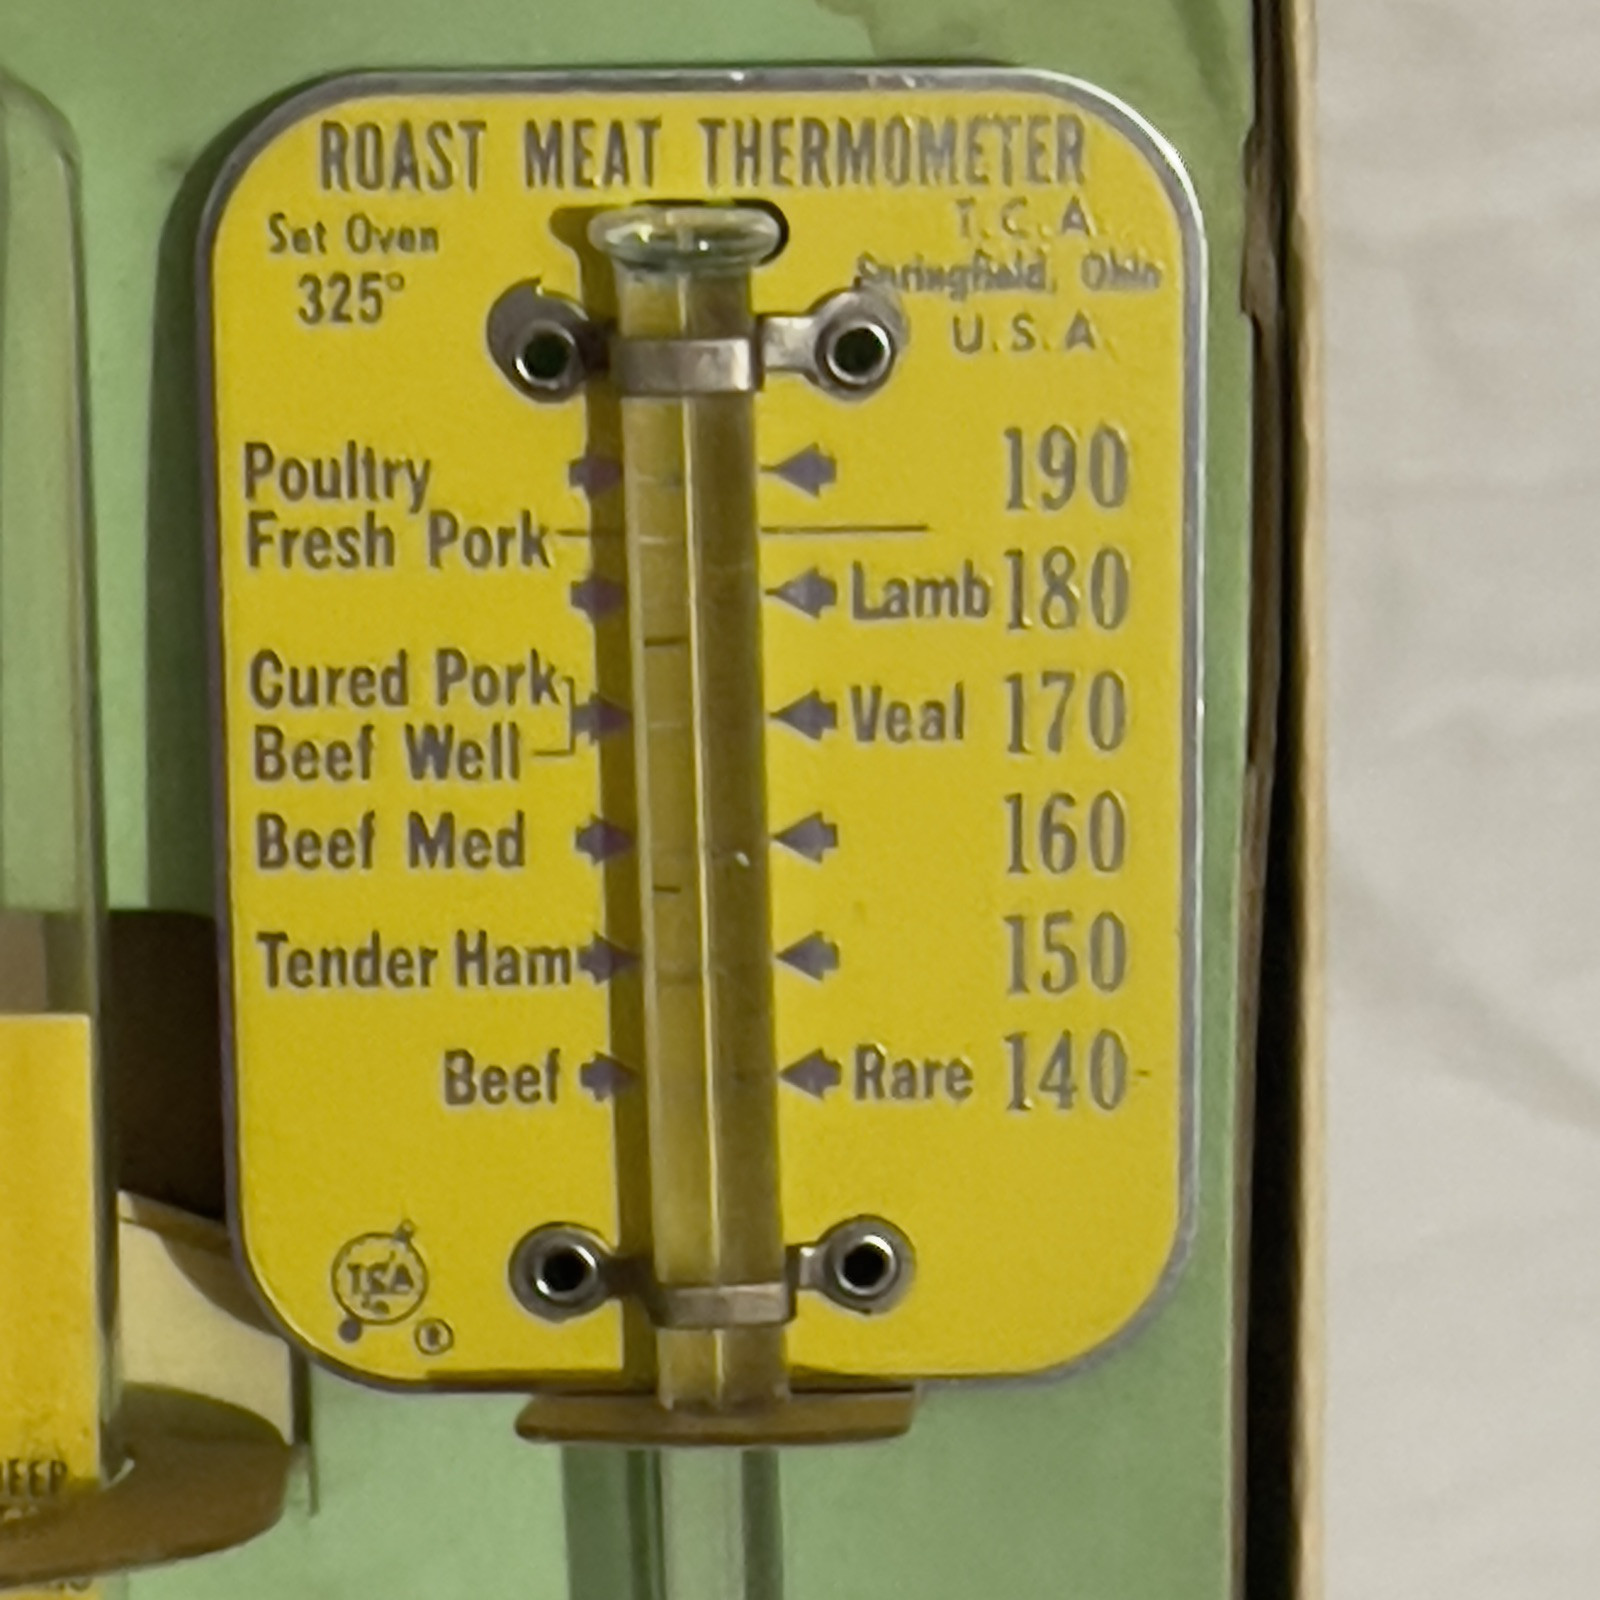 ROAST MEAT THERMOMETER
Set Oven
325°
T.C.A.
Springfield, Ohio
U.S.A.
Poultry
190
Fresh Pork
Lamb 180
Cured Pork
Veal 170
Beef Well
Beef Med
160
Tender Ham
150
Beef
Rare 140
®